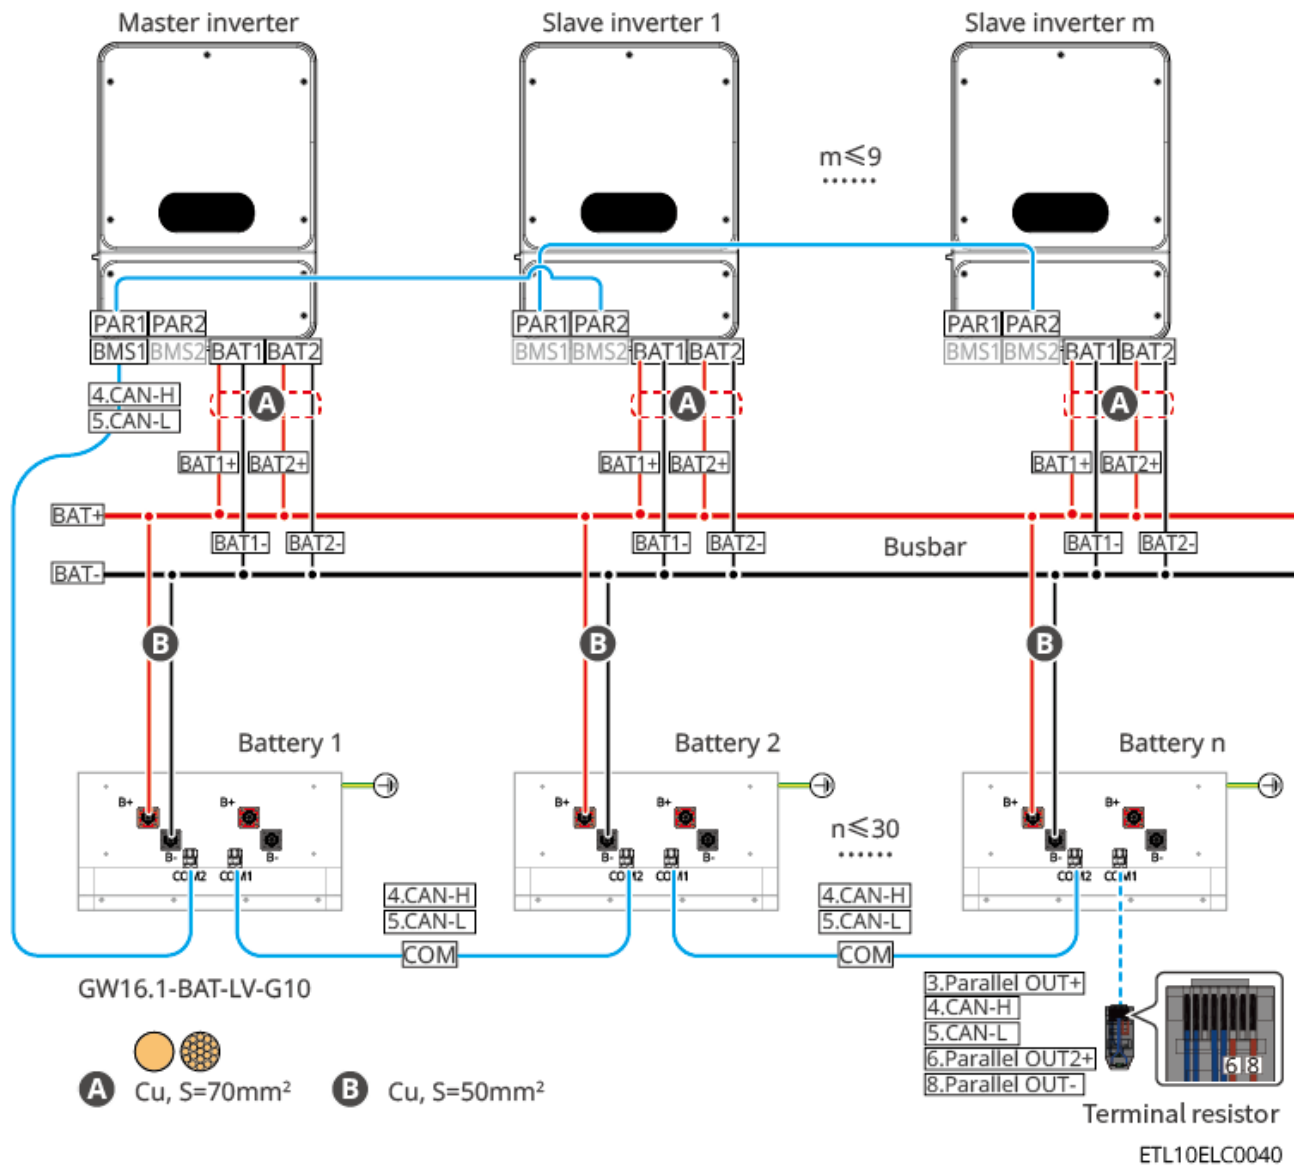 Master inverter
Slave inverter 1
Slave inverter m
m≤9
......
PAR1 PAR2
PAR1 PAR2
PAR1 PAR2
BMS1 BMS2 BAT1 BAT2
BMS1 BMS2 BAT1 BAT2
BMS1 BMS2 BAT1 BAT2
4.CAN-H
5.CAN-L
A
A
A
BAT1+ BAT2+
BAT1+ BAT2+
BAT1+ BAT2+
BAT+
BAT1- BAT2-
BAT1- BAT2-
Busbar
BAT1- BAT2-
BAT-
B
B
B
Battery 1
Battery 2
Battery n
B+ B+
B- B-
COM2 COM1
B+ B+
B- B-
COM2 COM1
n≤30
......
B+ B+
B- B-
COM2 COM1
4.CAN-H
5.CAN-L
COM
4.CAN-H
5.CAN-L
COM
GW16.1-BAT-LV-G10
3.Parallel OUT+
4.CAN-H
5.CAN-L
6.Parallel OUT2+
8.Parallel OUT-
6 8
A Cu, S=70mm²
B Cu, S=50mm²
Terminal resistor
ETL10ELC0040